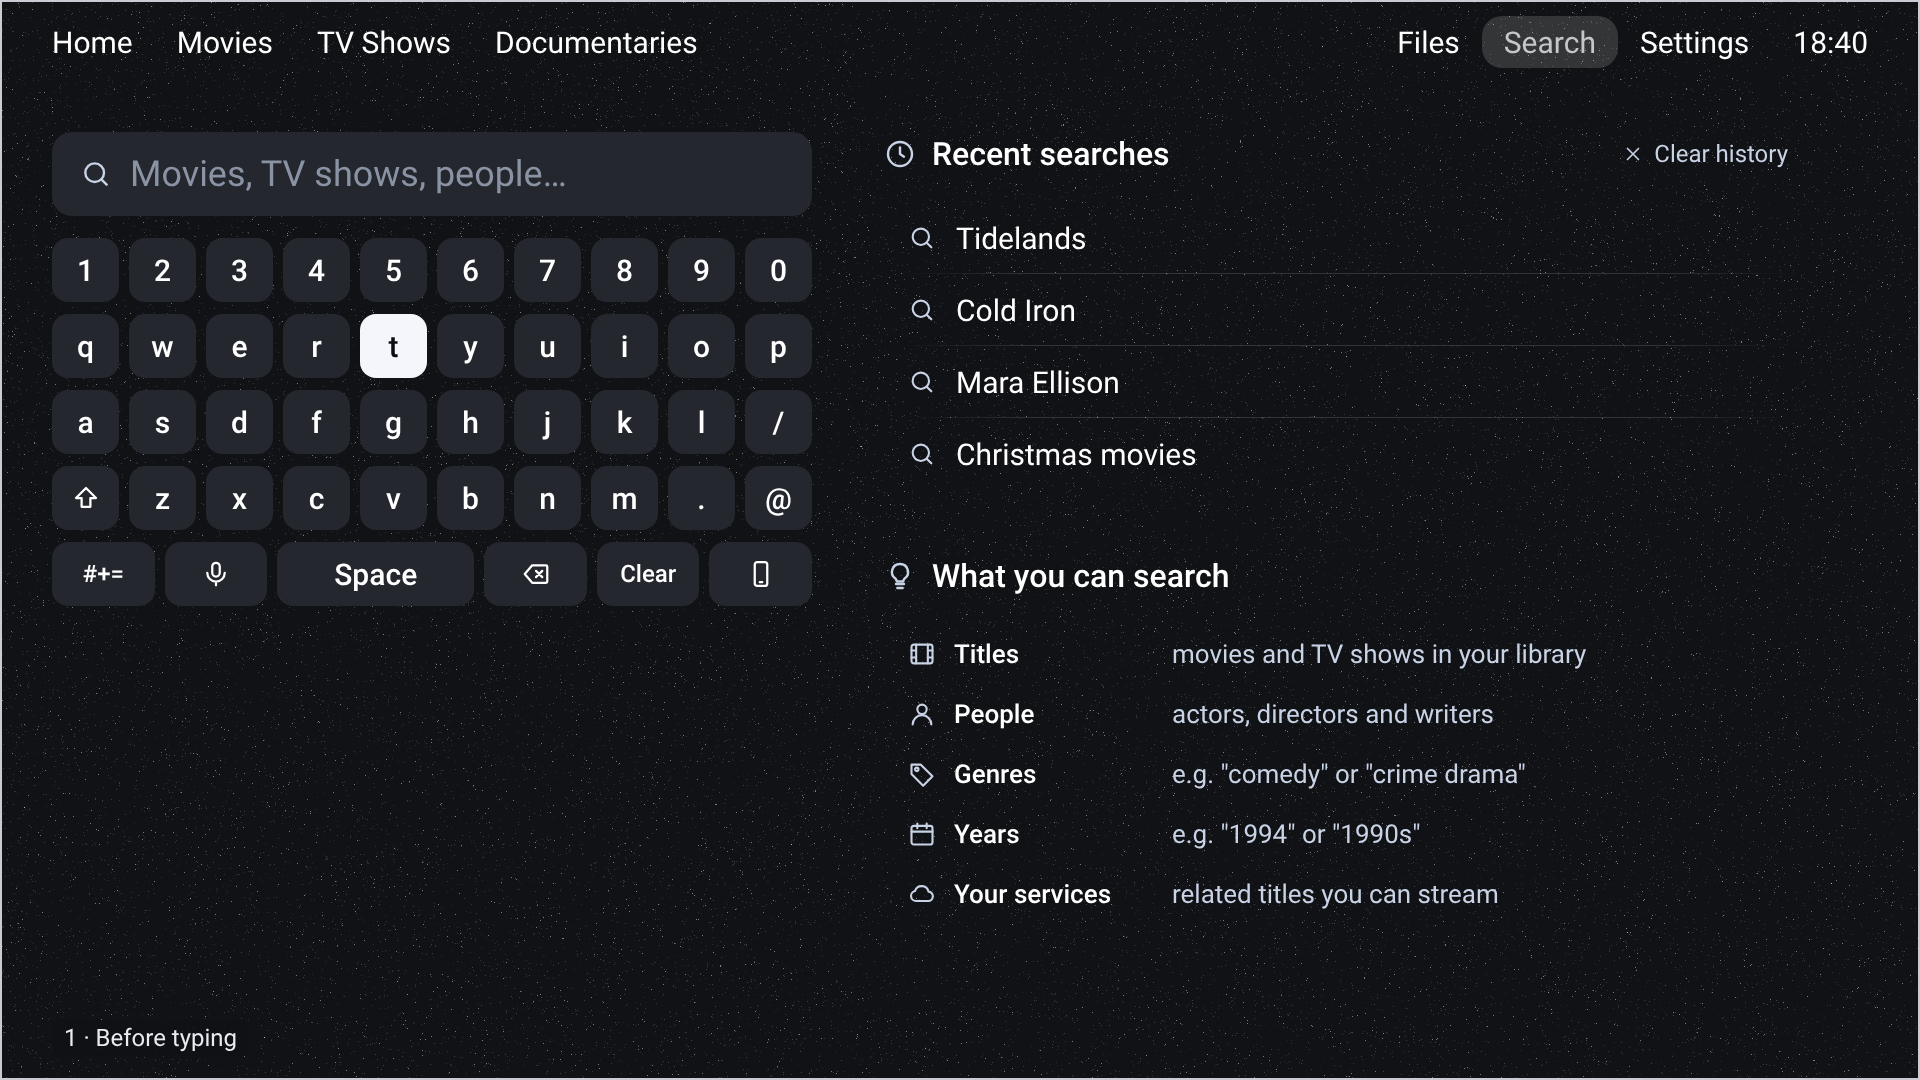 Home Movies TV Shows Documentaries Files Search Settings 18:40
Movies, TV shows, people...
1 2 3 4 5 6 7 8 9 0
q w e r t y u i o p
a s d f g h j k l /
z x c v b n m . @
#+= Space Clear
Recent searches
Clear history
Tidelands
Cold Iron
Mara Ellison
Christmas movies
What you can search
Titles movies and TV shows in your library
People actors, directors and writers
Genres e.g. "comedy" or "crime drama"
Years e.g. "1994" or "1990s"
Your services related titles you can stream
1 · Before typing